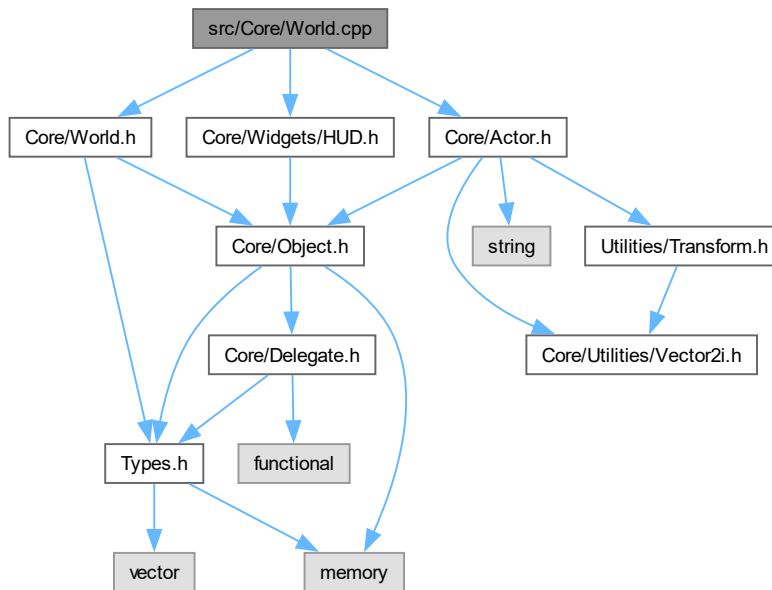 src/Core/World.cpp
Core/World.h
Core/Widgets/HUD.h
Core/Actor.h
Core/Object.h
string
Utilities/Transform.h
Core/Delegate.h
Core/Utilities/Vector2i.h
Types.h
functional
vector
memory